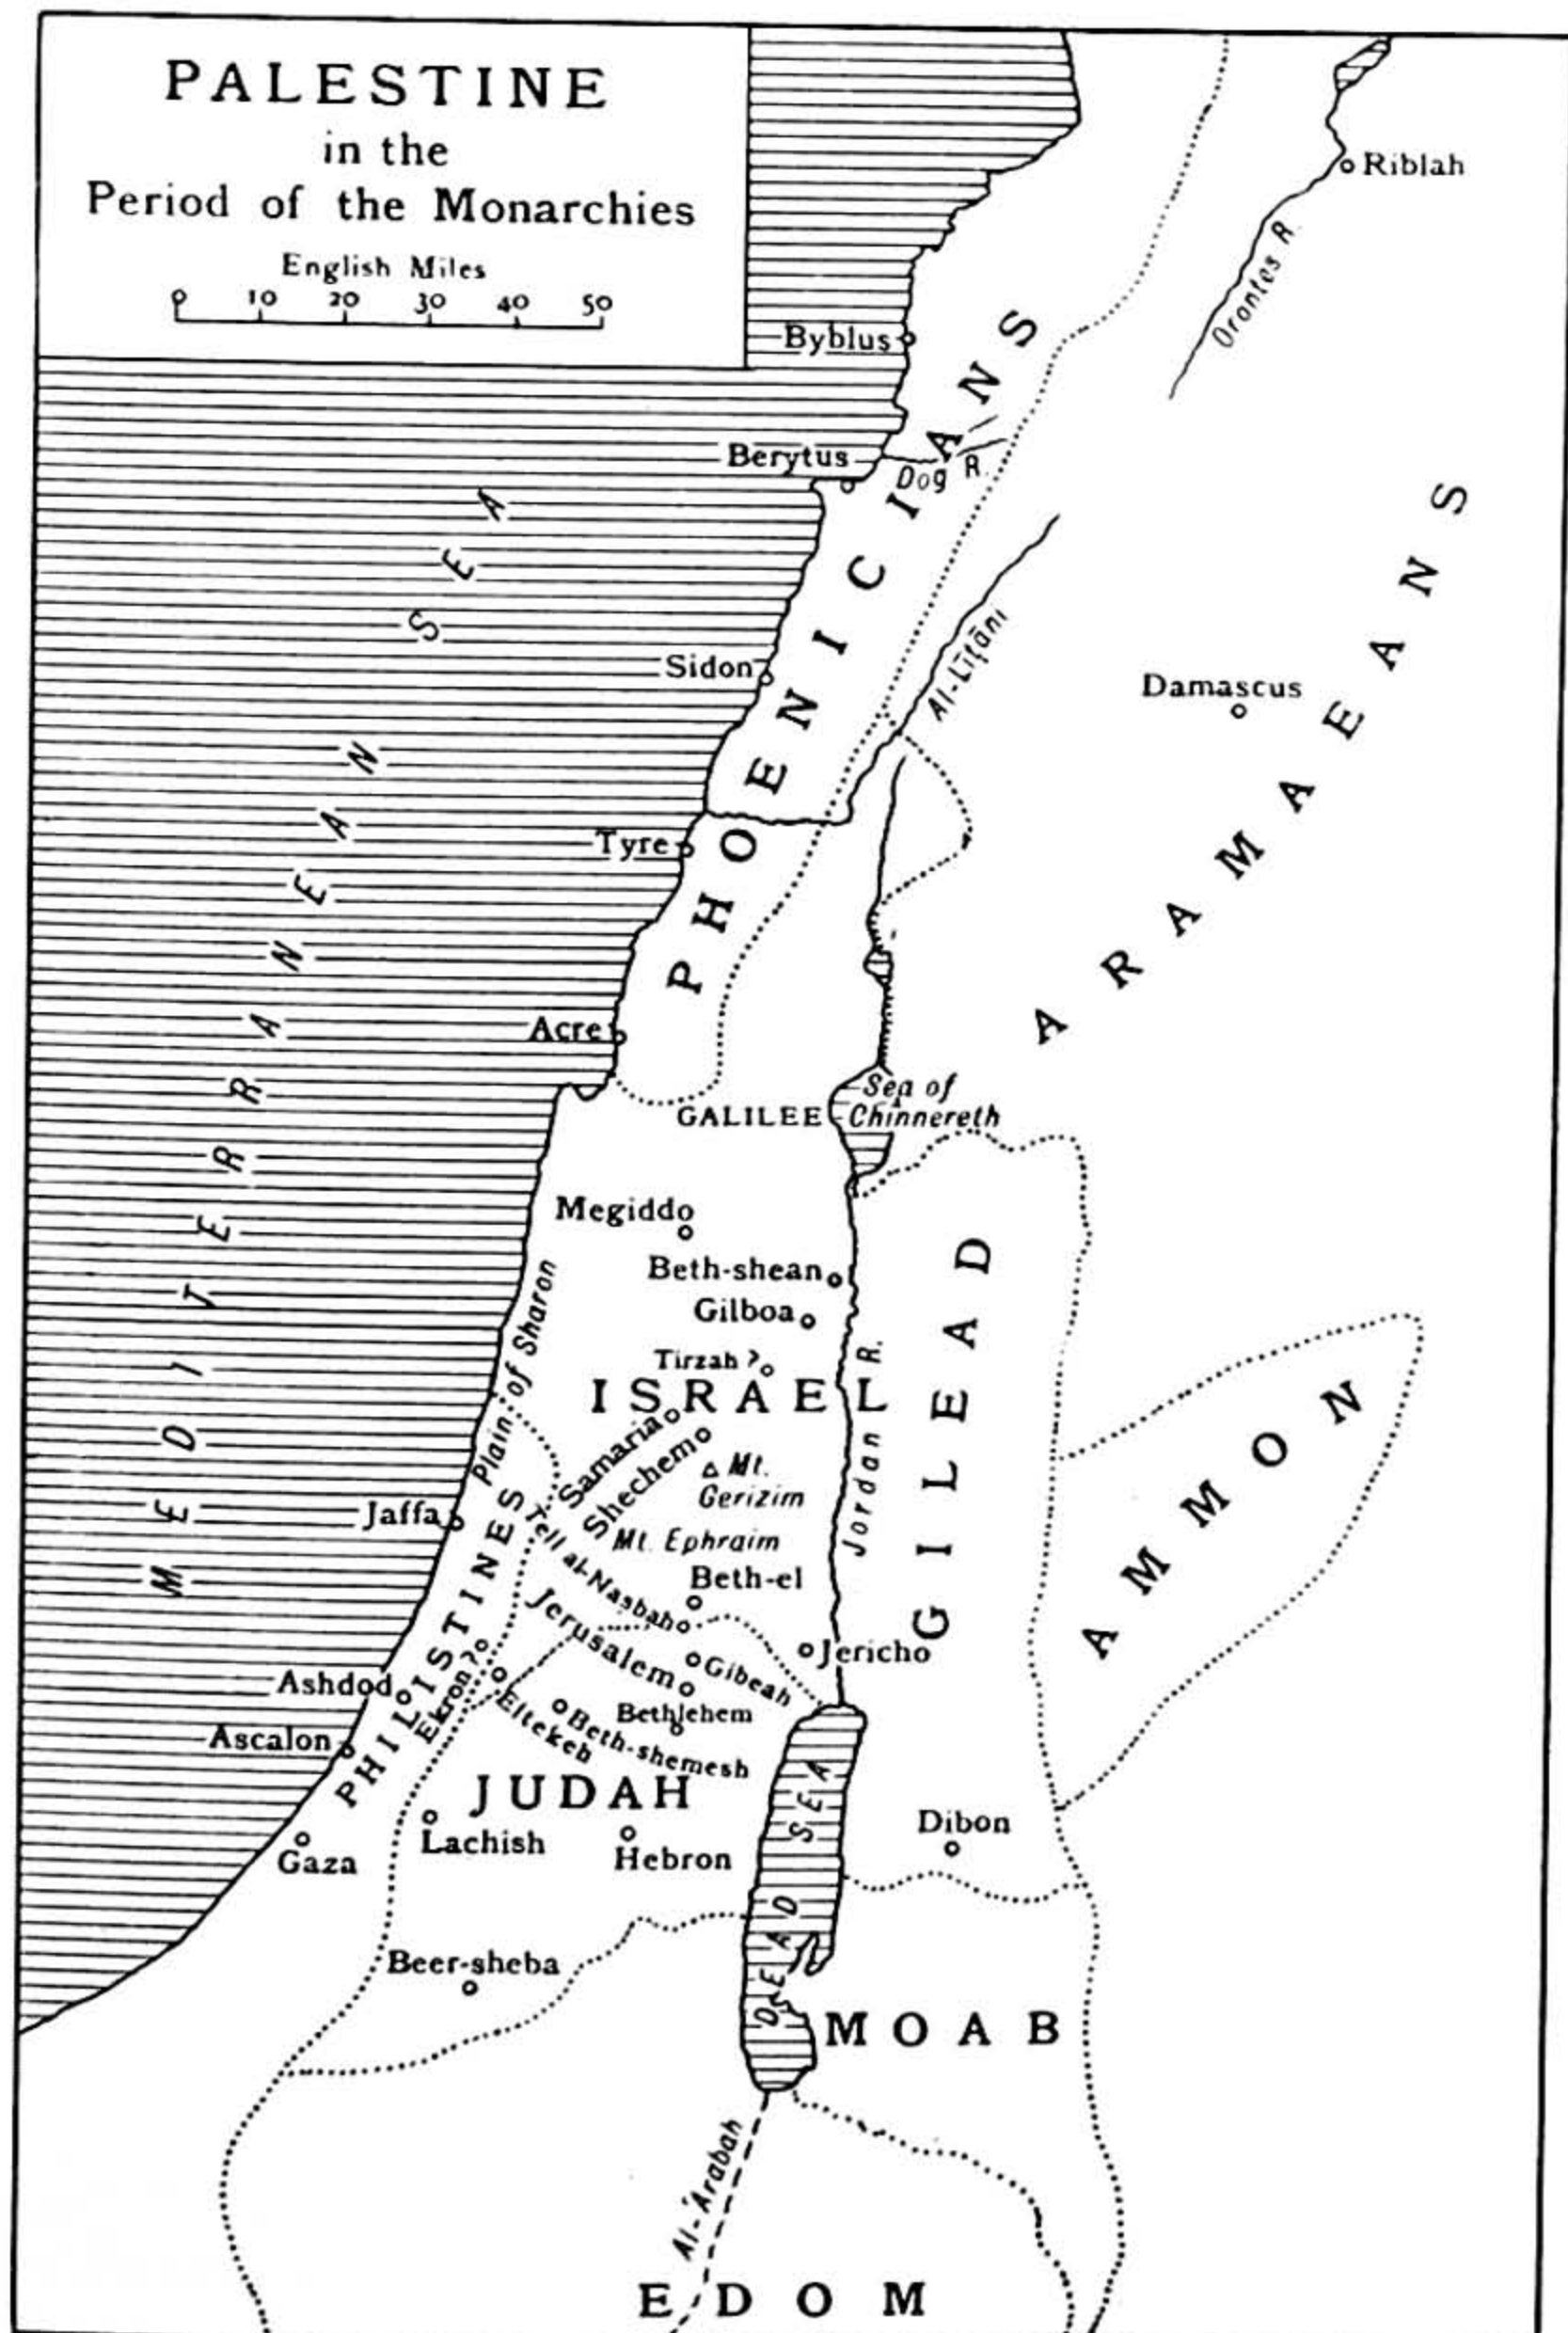 PALESTINE
in the
Period of the Monarchies
English Miles
0 10 20 30 40 50
Riblah
Orontes R.
Byblus
Berytus
Dog R.
PHOENICIANS
MEDITERRANEAN SEA
Sidon
Al-Līṭāni
Damascus
ARAMAEANS
Tyre
Acre
Sea of
GALILEE
Chinnereth
Megiddo
Beth-shean
Gilboa
Tirzah ?
ISRAEL
Plain of Sharon
Samaria
Shechem
Mt.
Gerizim
Jordan R.
GILEAD
AMMON
Jaffa
Tell al-Nasbah
Mt. Ephraim
Beth-el
PHILISTINES
Jerusalem
Jericho
Gibeah
Ashdod
Ekron ?
Eltekeh
Bethlehem
Beth-shemesh
Ascalon
JUDAH
DEAD SEA
Dibon
Lachish
Gaza
Hebron
Beer-sheba
MOAB
Al-'Arabah
EDOM